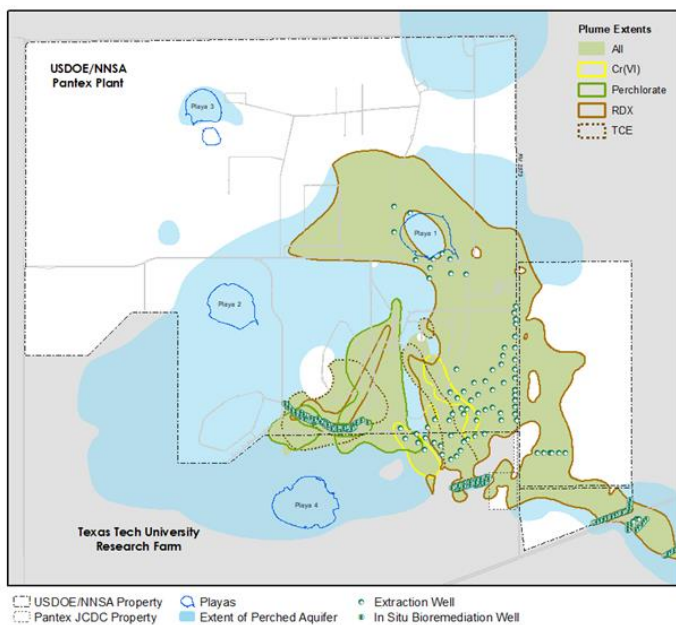 Plume Extents
All
Cr(VI)
Perchlorate
RDX
TCE
USDOE/NNSA
Pantex Plant
Playa 3
Playa 1
Playa 2
Playa 4
Texas Tech University
Research Farm
USDOE/NNSA Property
Playas
Extraction Well
Pantex JCDC Property
Extent of Perched Aquifer
In Situ Bioremediation Well